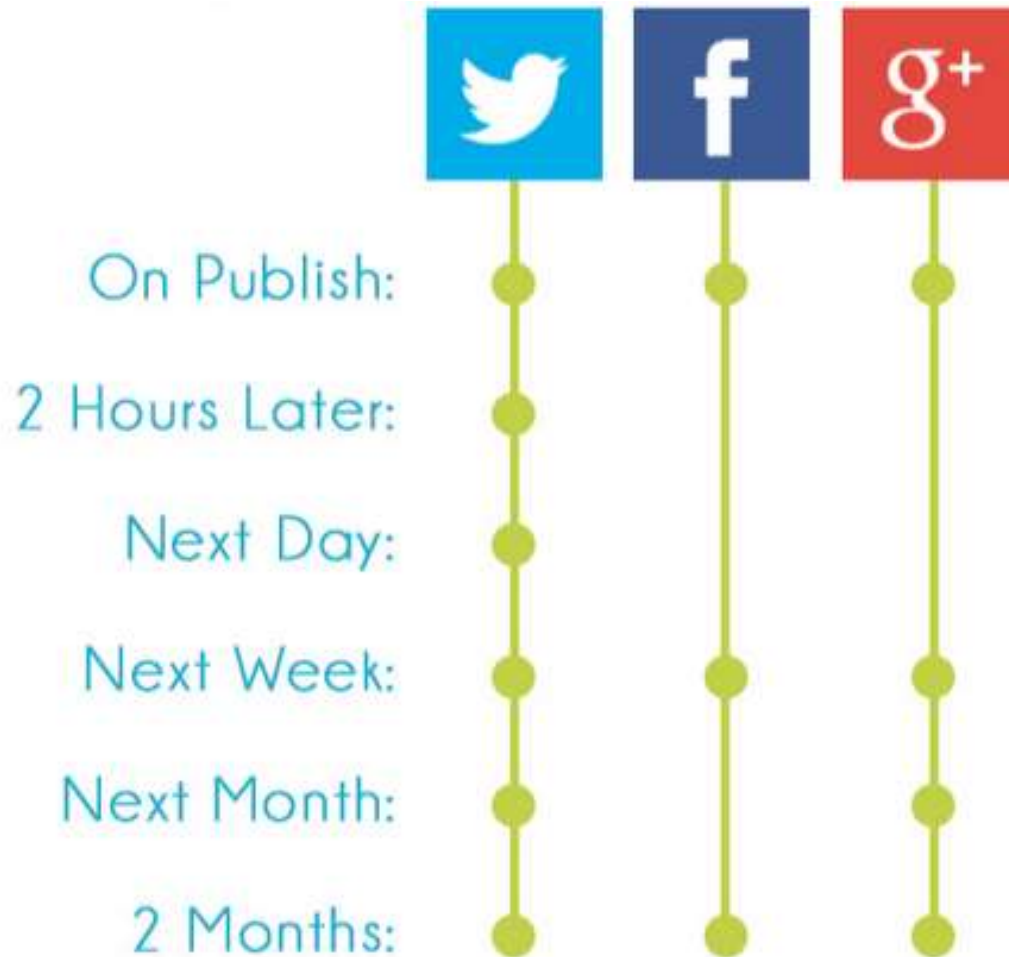 f g+
On Publish:
2 Hours Later:
Next Day:
Next Week:
Next Month:
2 Months: